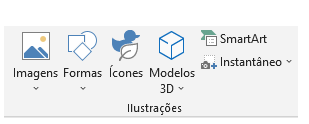 Imagens
Formas
Ícones
Modelos
3D
SmartArt
Instantâneo
Ilustrações